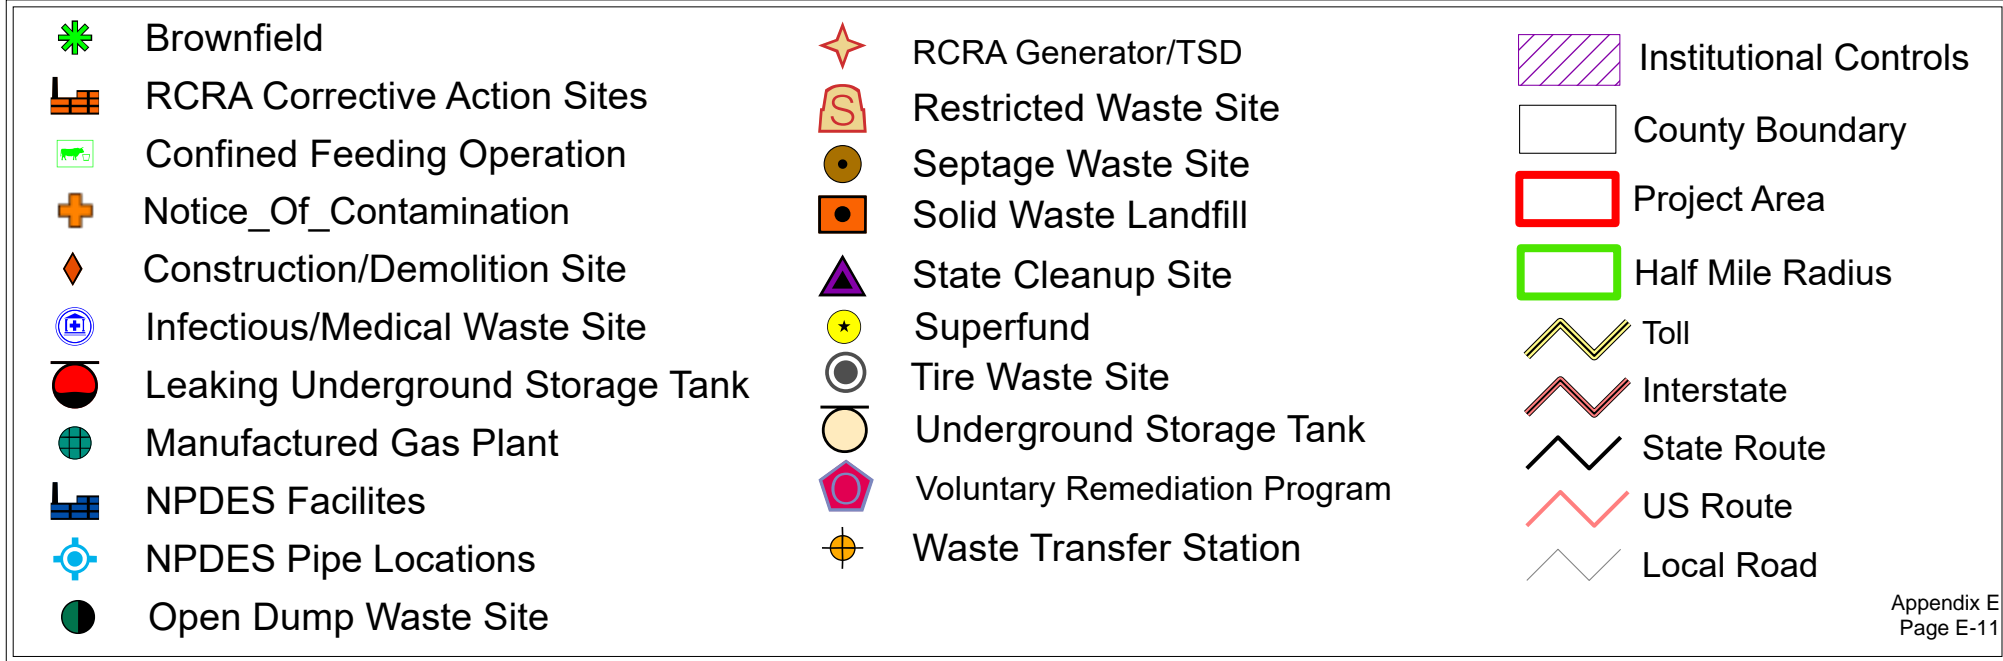 Brownfield
RCRA Corrective Action Sites
Confined Feeding Operation
Notice_Of_Contamination
Construction/Demolition Site
Infectious/Medical Waste Site
Leaking Underground Storage Tank
Manufactured Gas Plant
NPDES Facilites
NPDES Pipe Locations
Open Dump Waste Site
RCRA Generator/TSD
S
Restricted Waste Site
Septage Waste Site
Solid Waste Landfill
State Cleanup Site
Superfund
Tire Waste Site
Underground Storage Tank
O
Voluntary Remediation Program
Waste Transfer Station
Institutional Controls
County Boundary
Project Area
Half Mile Radius
Toll
Interstate
State Route
US Route
Local Road
Appendix E
Page E-11